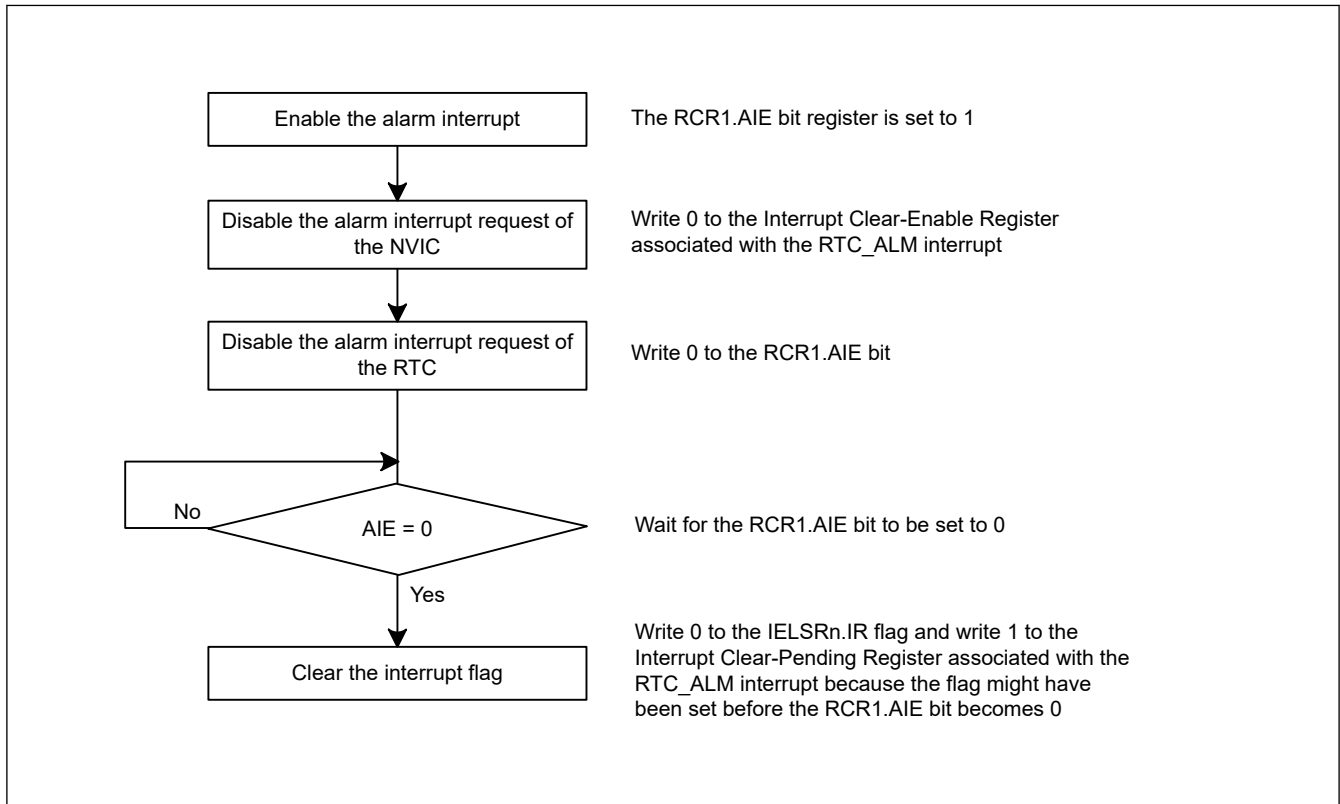 Enable the alarm interrupt
The RCR1.AIE bit register is set to 1
Disable the alarm interrupt request of
the NVIC
Write 0 to the Interrupt Clear-Enable Register
associated with the RTC_ALM interrupt
Disable the alarm interrupt request of
the RTC
Write 0 to the RCR1.AIE bit
No
AIE = 0
Wait for the RCR1.AIE bit to be set to 0
Yes
Clear the interrupt flag
Write 0 to the IELSRn.IR flag and write 1 to the
Interrupt Clear-Pending Register associated with the
RTC_ALM interrupt because the flag might have
been set before the RCR1.AIE bit becomes 0